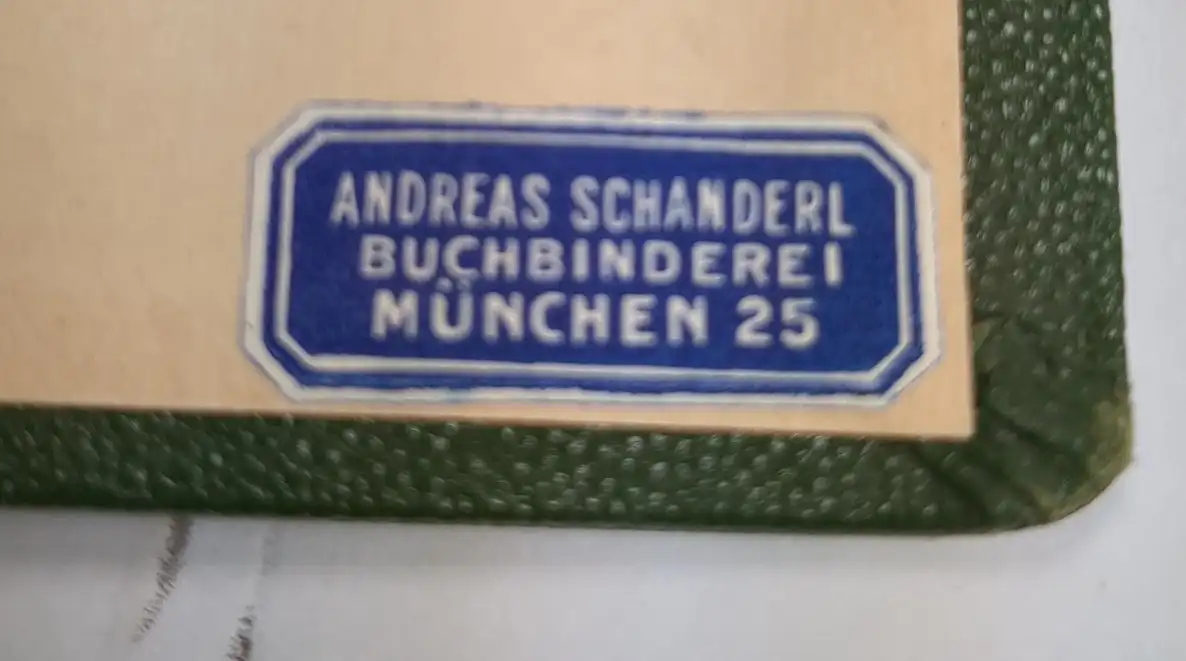 ANDREAS SCHANDERL
BUCHBINDEREI
MÜNCHEN 25